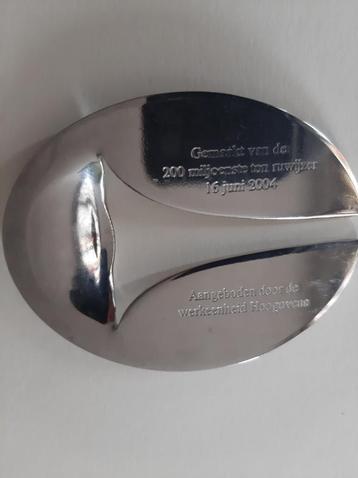 Gemaakt van de
200 miljoenste ton ruwijzer
16 juni 2004
Aangeboden door de
werkeenheid Hoogovens